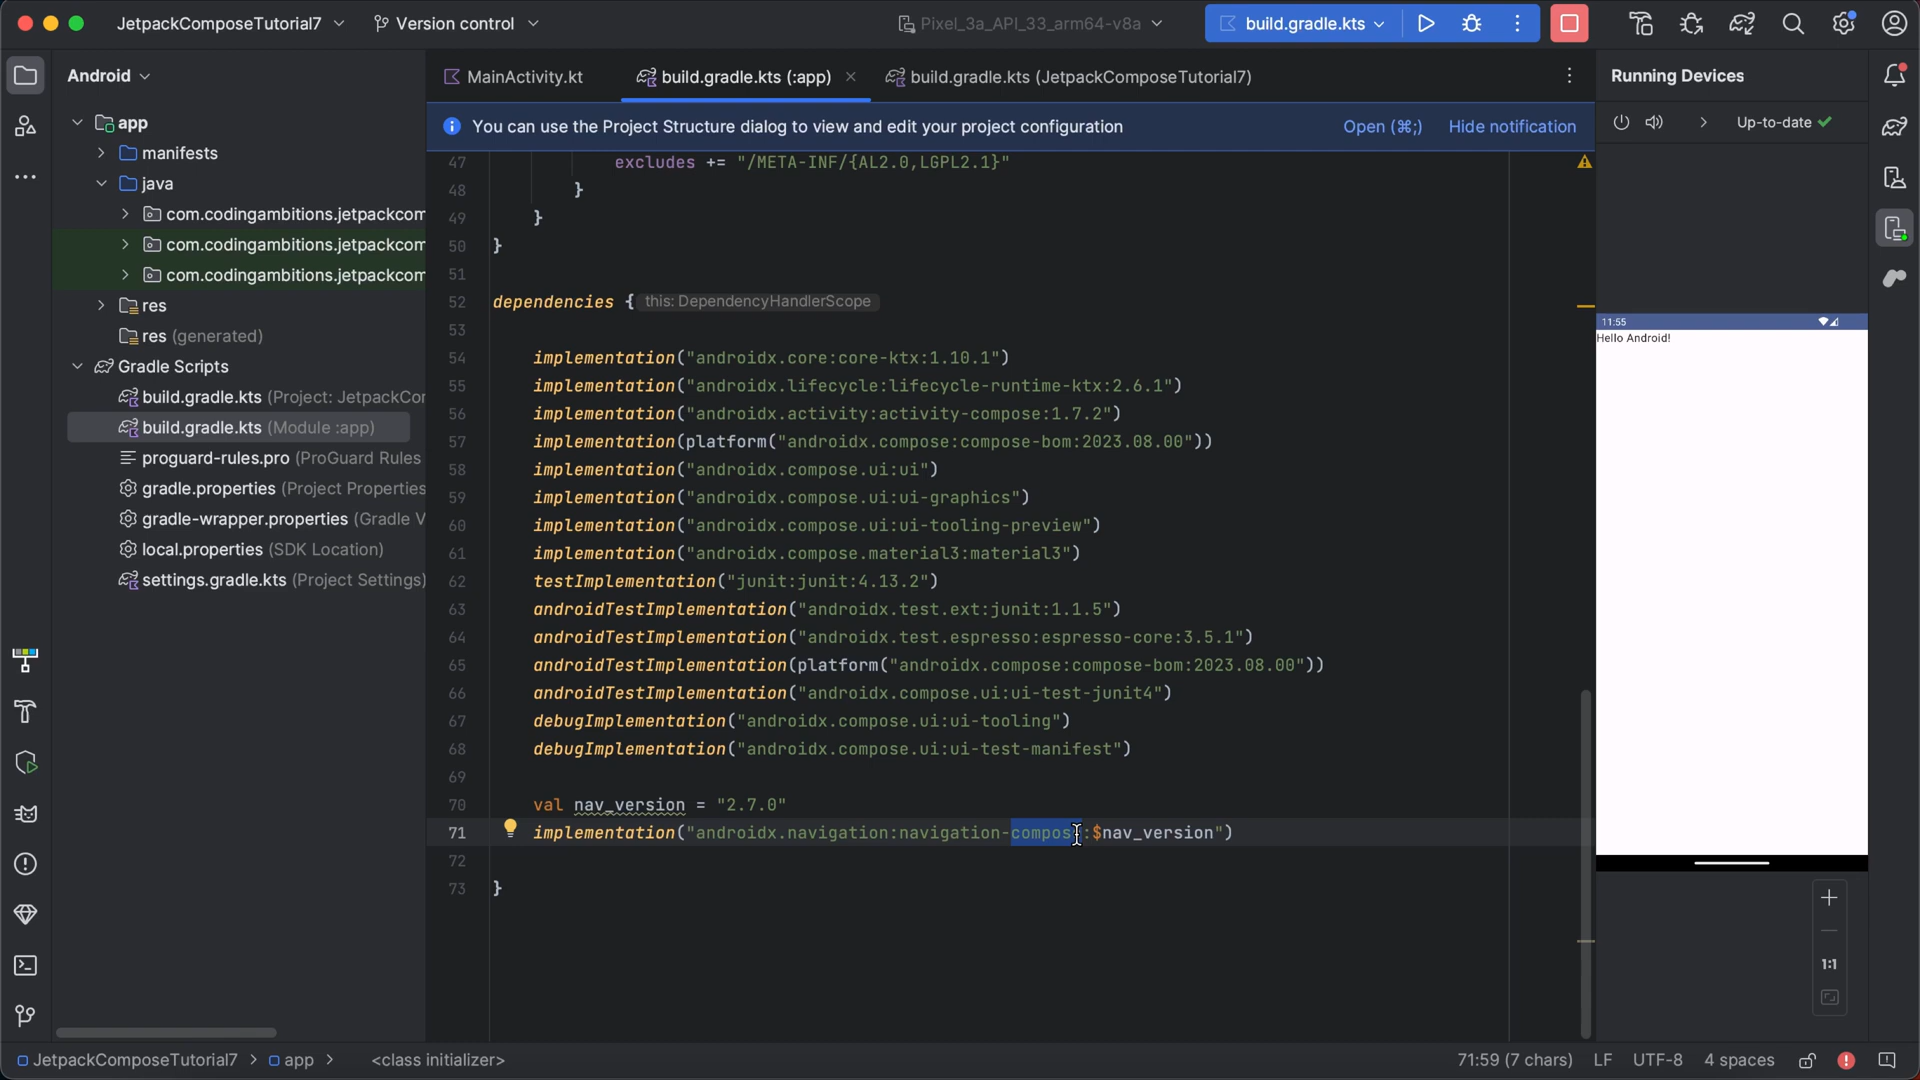 JetpackComposeTutorial7
Version control
Pixel_3a_API_33_arm64-v8a
build.gradle.kts
Android
MainActivity.kt
build.gradle.kts (:app)
build.gradle.kts (JetpackComposeTutorial7)
Running Devices
You can use the Project Structure dialog to view and edit your project configuration
Open (⌘;)
Hide notification
Up-to-date
app
manifests
java
com.codingambitions.jetpackcom
com.codingambitions.jetpackcom
com.codingambitions.jetpackcom
res
res (generated)
Gradle Scripts
build.gradle.kts (Project: JetpackCor
build.gradle.kts (Module :app)
proguard-rules.pro (ProGuard Rules
gradle.properties (Project Properties
gradle-wrapper.properties (Gradle V
local.properties (SDK Location)
settings.gradle.kts (Project Settings)
47 excludes += "/META-INF/{AL2.0,LGPL2.1}"
48 }
49 }
50 }
51
52 dependencies { this: DependencyHandlerScope
53
54 implementation("androidx.core:core-ktx:1.10.1")
55 implementation("androidx.lifecycle:lifecycle-runtime-ktx:2.6.1")
56 implementation("androidx.activity:activity-compose:1.7.2")
57 implementation(platform("androidx.compose:compose-bom:2023.08.00"))
58 implementation("androidx.compose.ui:ui")
59 implementation("androidx.compose.ui:ui-graphics")
60 implementation("androidx.compose.ui:ui-tooling-preview")
61 implementation("androidx.compose.material3:material3")
62 testImplementation("junit:junit:4.13.2")
63 androidTestImplementation("androidx.test.ext:junit:1.1.5")
64 androidTestImplementation("androidx.test.espresso:espresso-core:3.5.1")
65 androidTestImplementation(platform("androidx.compose:compose-bom:2023.08.00"))
66 androidTestImplementation("androidx.compose.ui:ui-test-junit4")
67 debugImplementation("androidx.compose.ui:ui-tooling")
68 debugImplementation("androidx.compose.ui:ui-test-manifest")
69
70 val nav_version = "2.7.0"
71 implementation("androidx.navigation:navigation-compose:$nav_version")
72
73 }
11:55
Hello Android!
1:1
JetpackComposeTutorial7 > app > <class initializer>
71:59 (7 chars)
LF
UTF-8
4 spaces